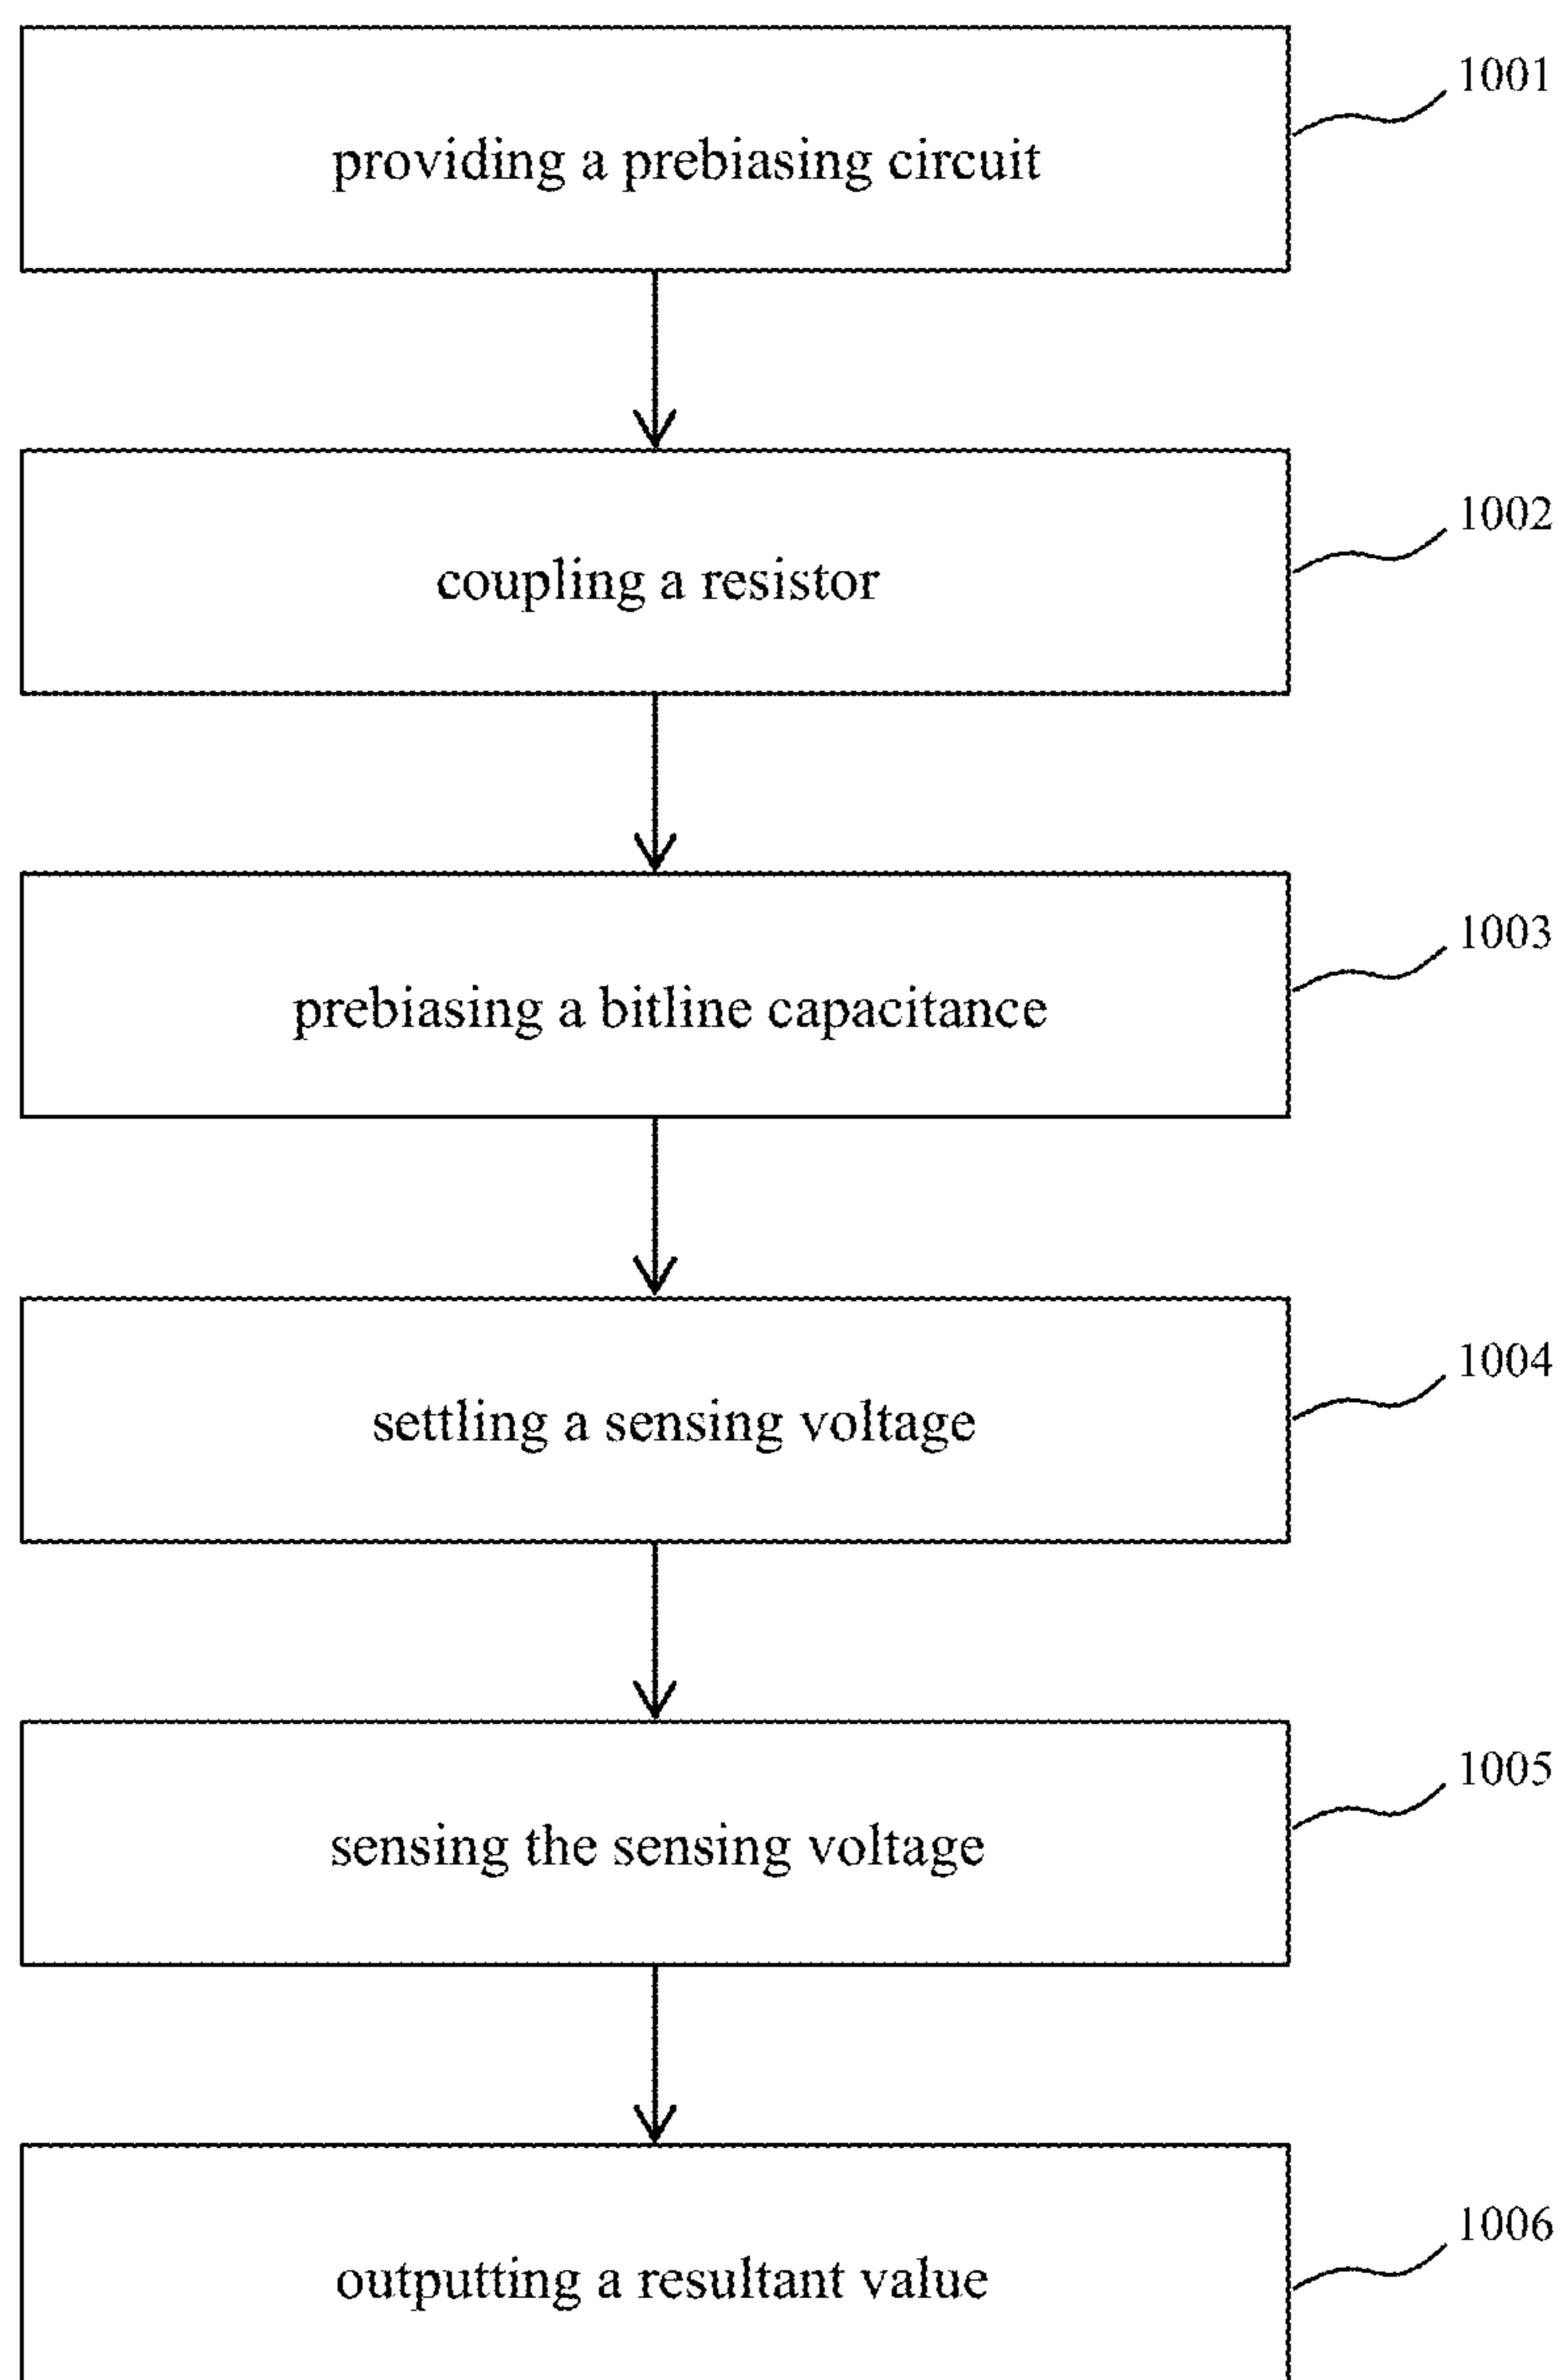 1001
providing a prebiasing circuit
1002
coupling a resistor
1003
prebiasing a bitline capacitance
1004
settling a sensing voltage
1005
sensing the sensing voltage
1006
outputting a resultant value